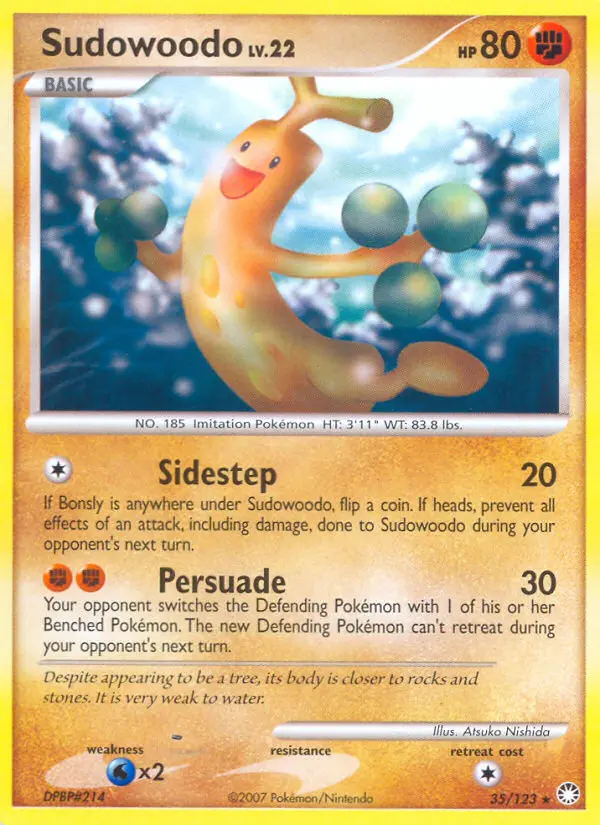 Sudowoodo LV.22 HP 80
BASIC
NO. 185 Imitation Pokémon HT: 3'11" WT: 83.8 lbs.
Sidestep 20
If Bonsly is anywhere under Sudowoodo, flip a coin. If heads, prevent all
effects of an attack, including damage, done to Sudowoodo during your
opponent's next turn.
Persuade 30
Your opponent switches the Defending Pokémon with 1 of his or her
Benched Pokémon. The new Defending Pokémon can't retreat during
your opponent's next turn.
Despite appearing to be a tree, its body is closer to rocks and
stones. It is very weak to water.
Illus. Atsuko Nishida
weakness resistance retreat cost
x2
DPBP#214 ©2007 Pokémon/Nintendo 35/123 ★